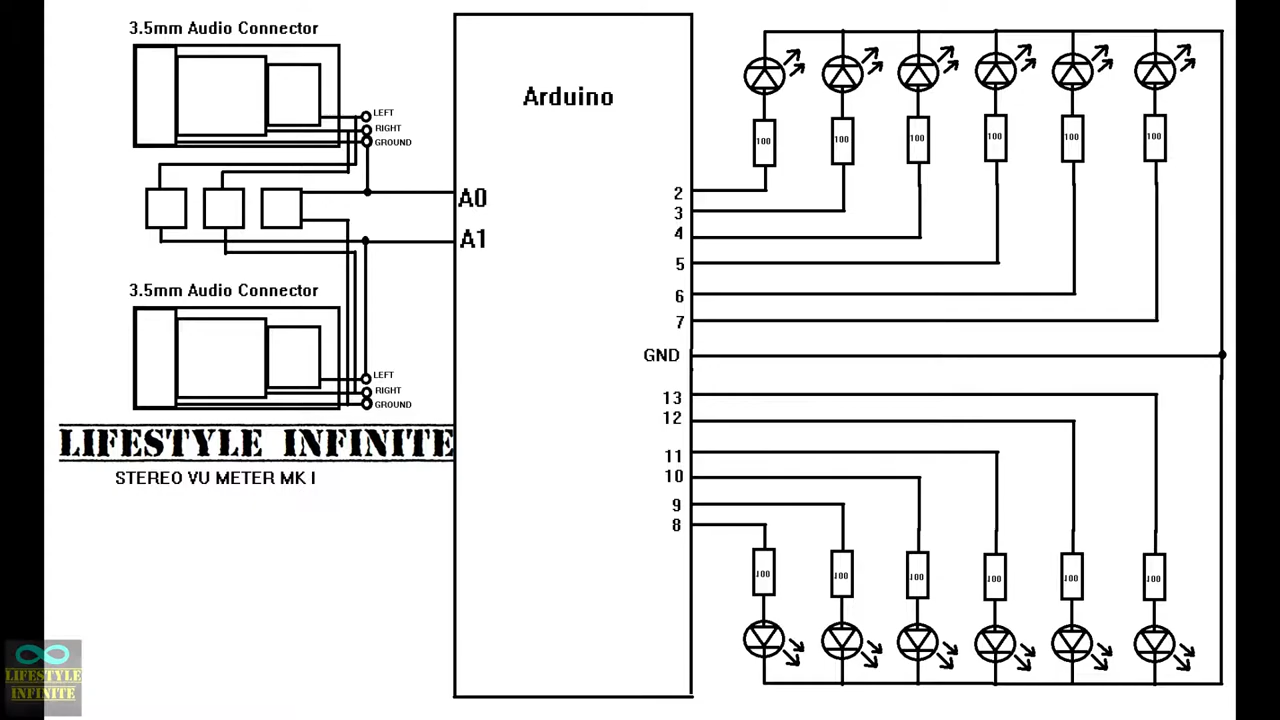 3.5mm Audio Connector
LEFT
RIGHT
GROUND
Arduino
100
100
100
100
100
100
A0
A1
2
3
4
5
6
7
GND
13
12
11
10
9
8
3.5mm Audio Connector
LEFT
RIGHT
GROUND
LIFESTYLE INFINITE
STEREO VU METER MK I
100
100
100
100
100
100
LIFESTYLE
INFINITE